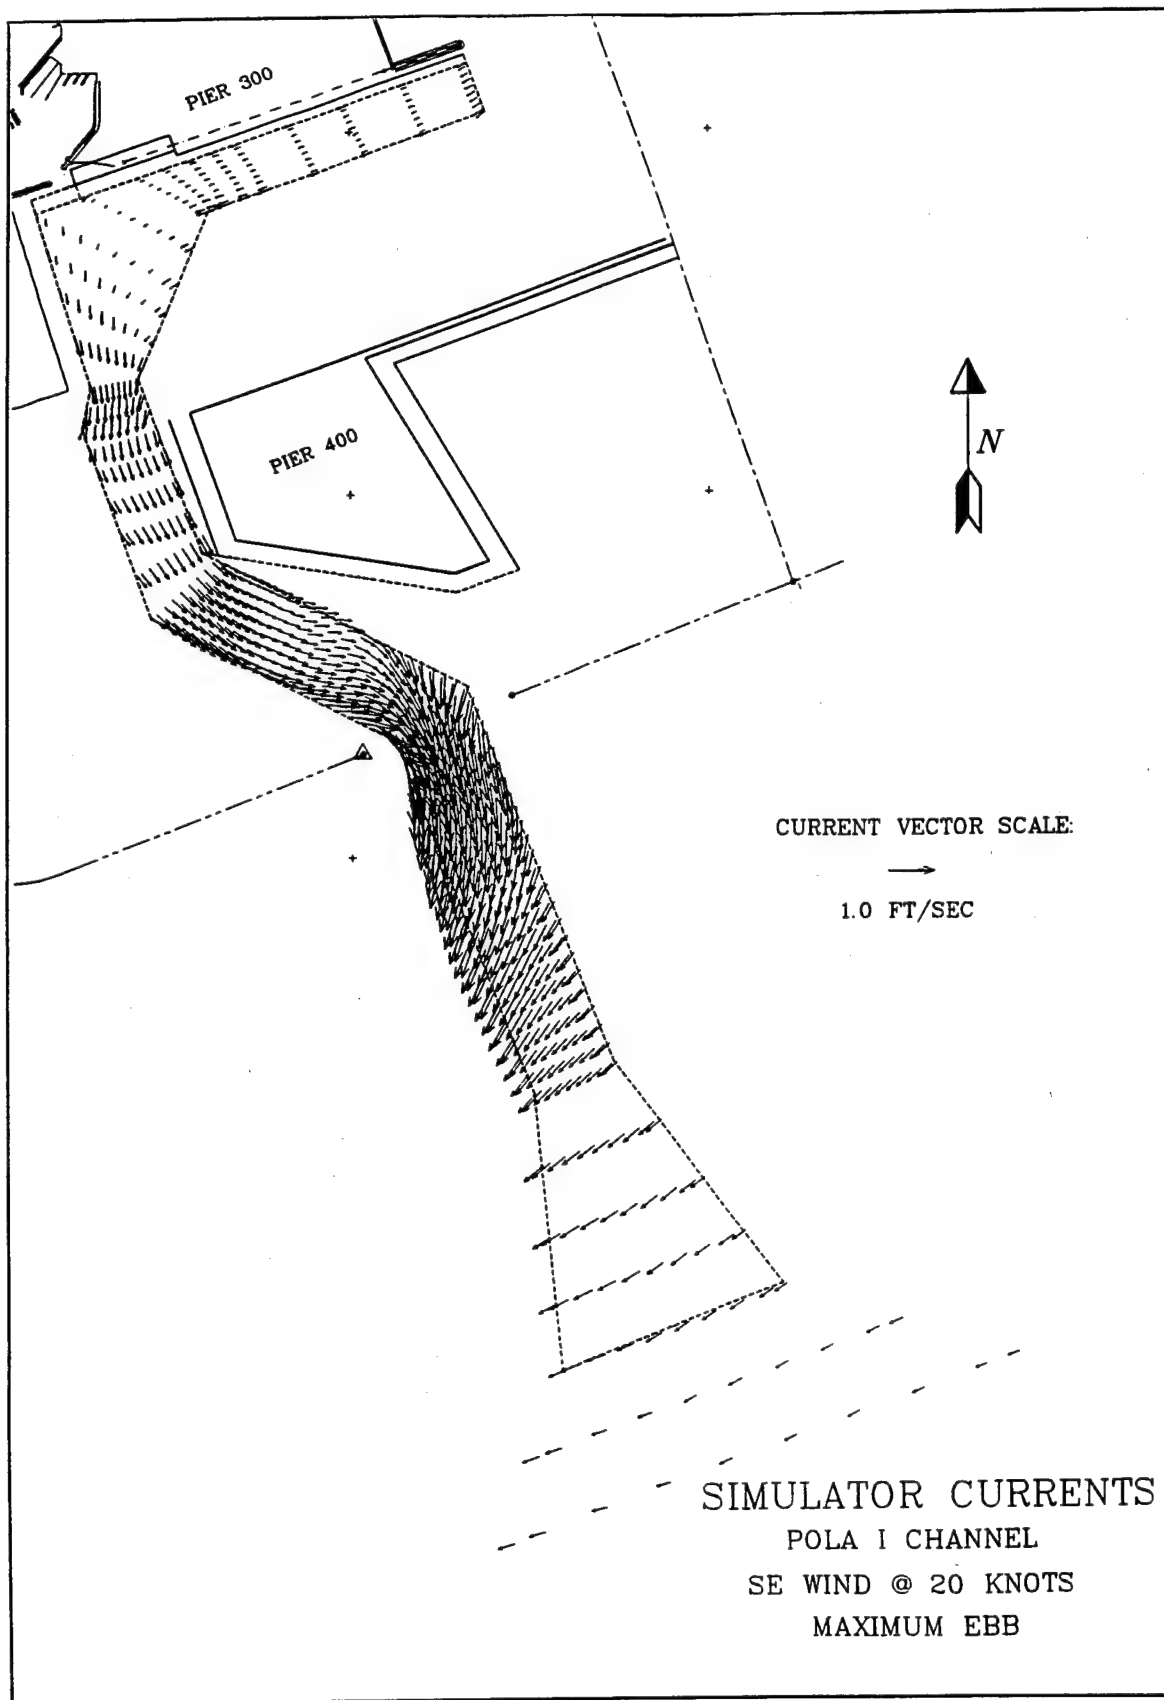 PIER 300
PIER 400
N
CURRENT VECTOR SCALE:
1.0 FT/SEC
SIMULATOR CURRENTS
POLA I CHANNEL
SE WIND @ 20 KNOTS
MAXIMUM EBB